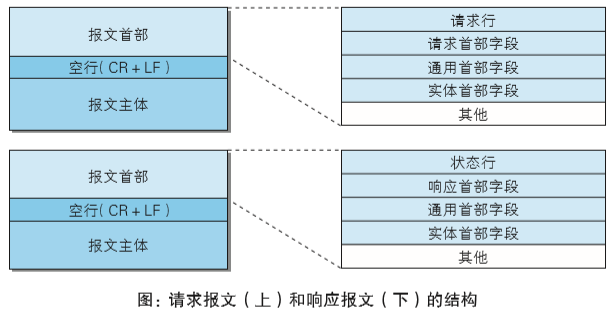 报文首部
空行(CR+LF)
报文主体
请求行
请求首部字段
通用首部字段
实体首部字段
其他
报文首部
空行(CR+LF)
报文主体
状态行
响应首部字段
通用首部字段
实体首部字段
其他
图:请求报文(上)和响应报文(下)的结构